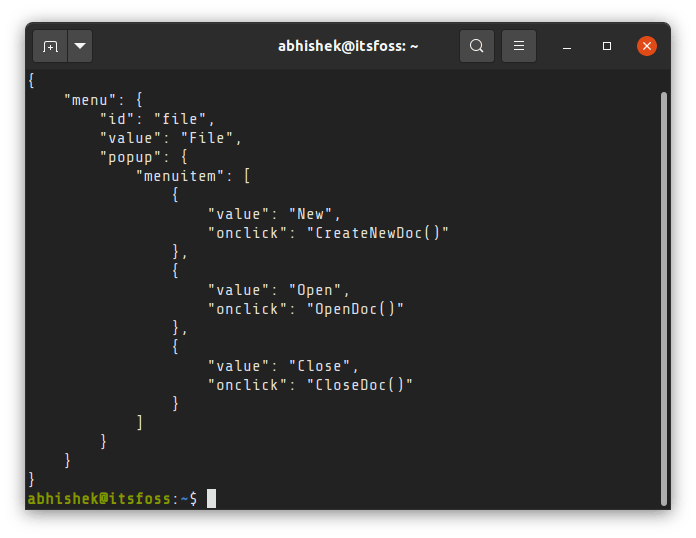 abhishek@itsfoss: ~
{
    "menu": {
        "id": "file",
        "value": "File",
        "popup": {
            "menuitem": [
                {
                    "value": "New",
                    "onclick": "CreateNewDoc()"
                },
                {
                    "value": "Open",
                    "onclick": "OpenDoc()"
                },
                {
                    "value": "Close",
                    "onclick": "CloseDoc()"
                }
            ]
        }
    }
}
abhishek@itsfoss:~$